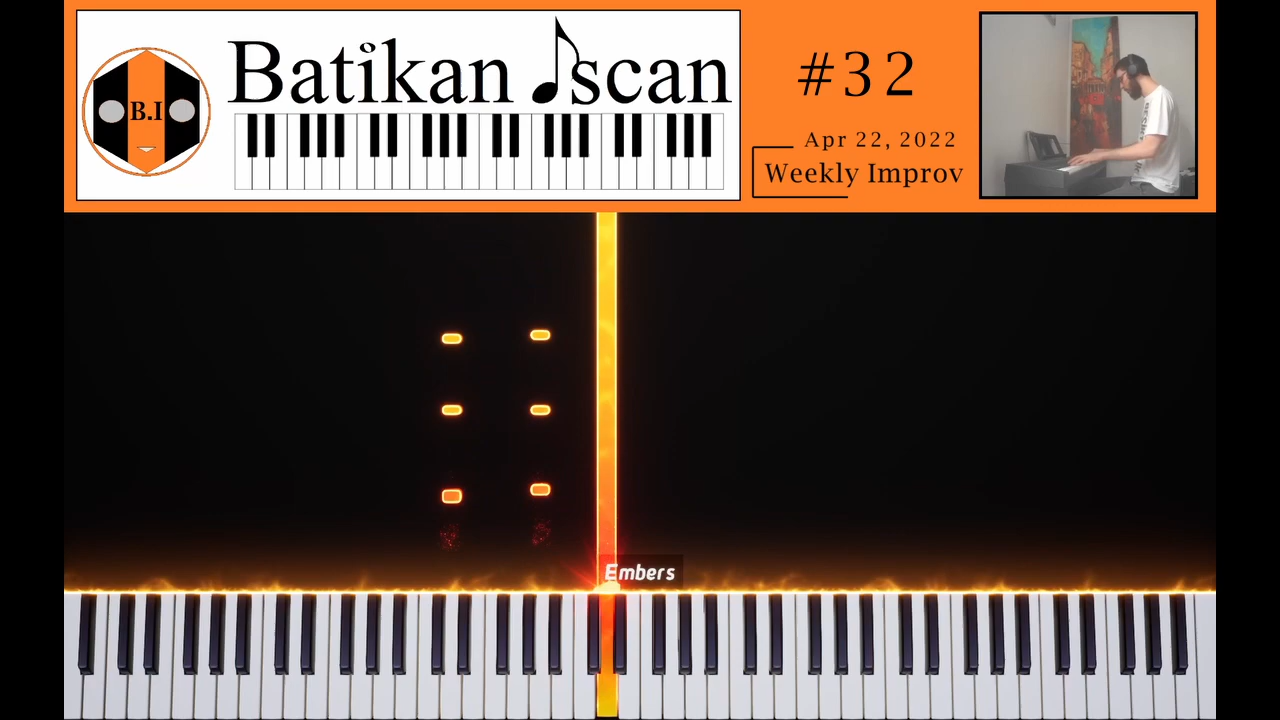 B.I
Batikan İscan
#32
Apr 22, 2022
Weekly Improv
Embers